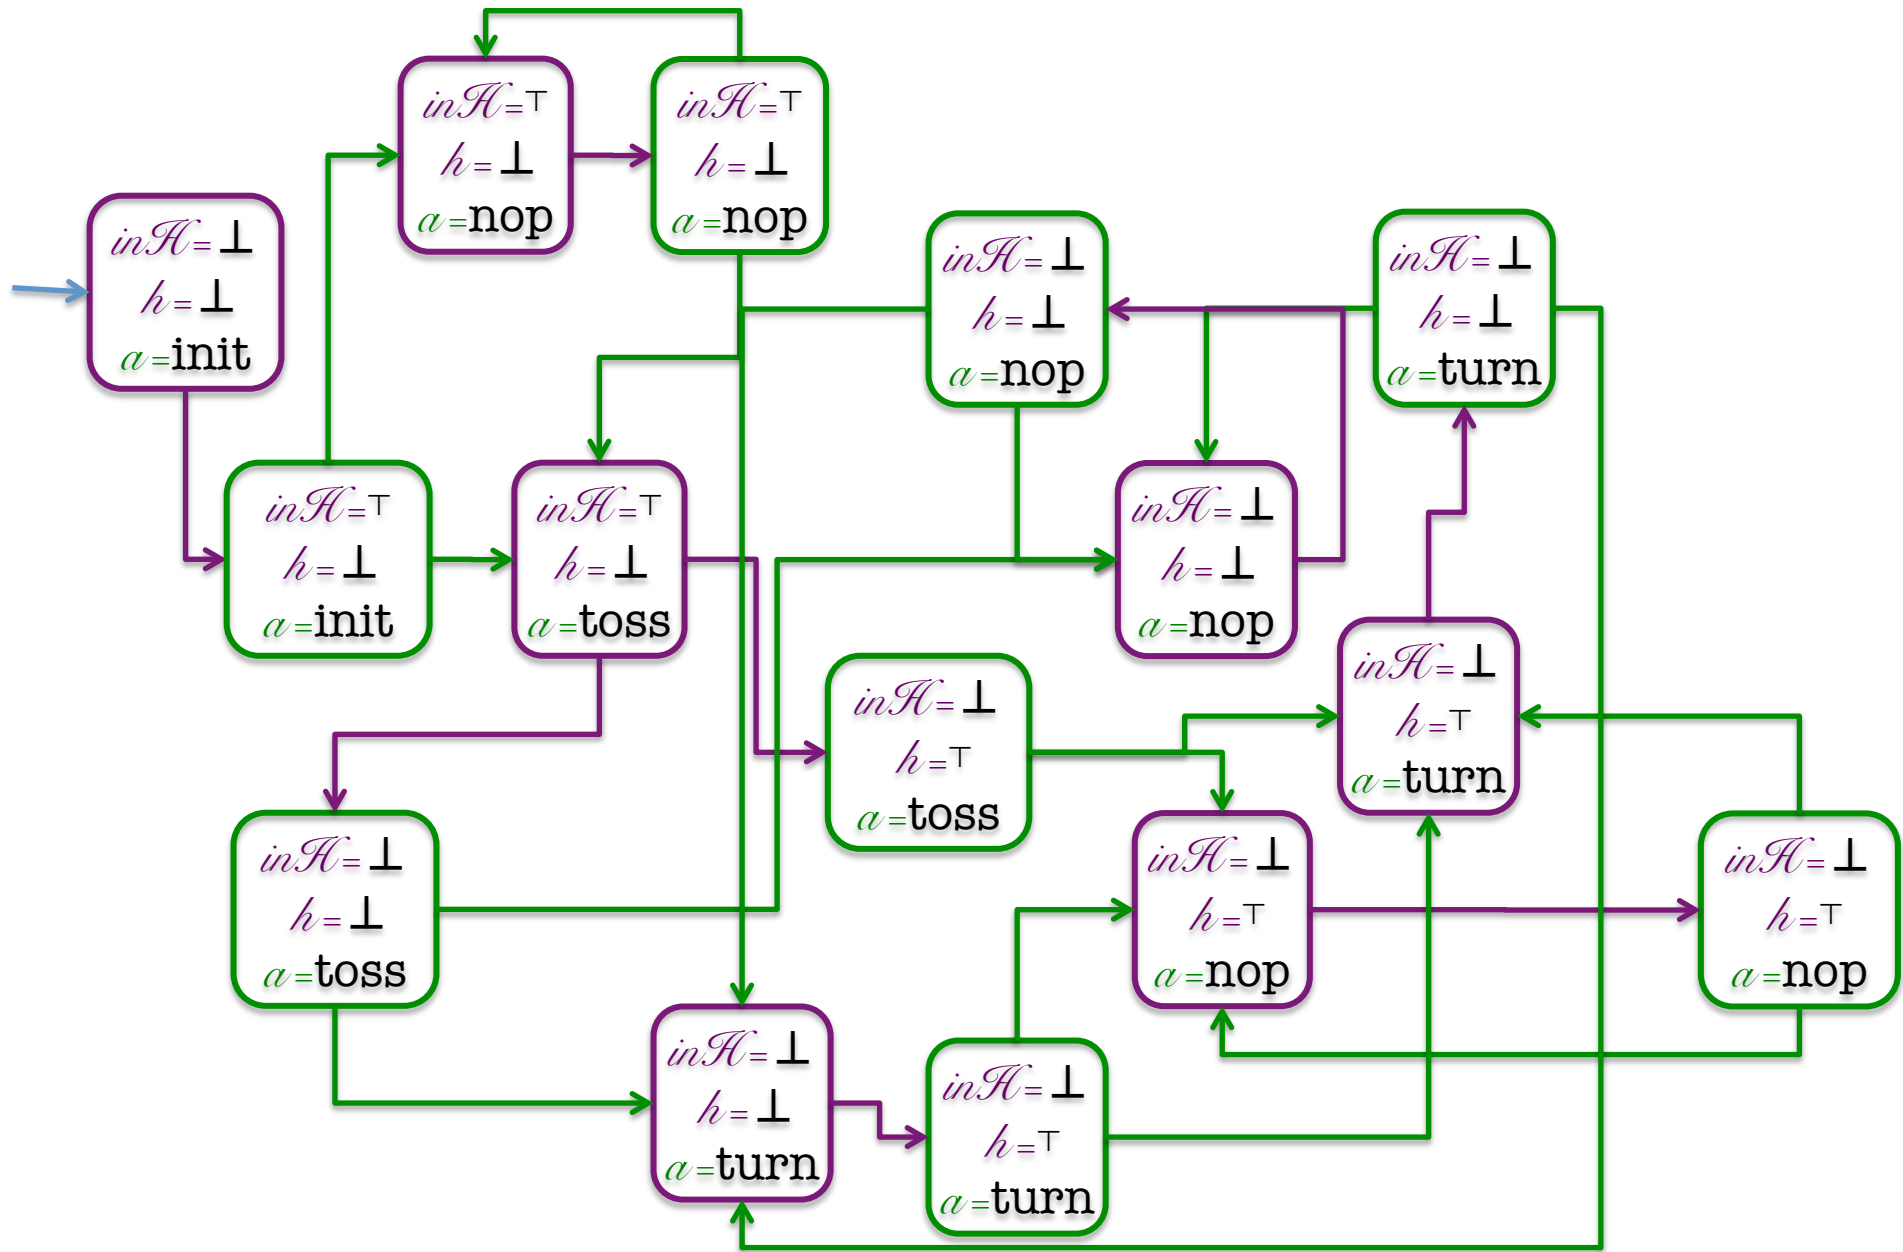 inℋ=⊤
h=⊥
a=nop
inℋ=⊤
h=⊥
a=nop
inℋ=⊥
h=⊥
a=init
inℋ=⊥
h=⊥
a=nop
inℋ=⊥
h=⊥
a=turn
inℋ=⊤
h=⊥
a=init
inℋ=⊤
h=⊥
a=toss
inℋ=⊥
h=⊥
a=nop
inℋ=⊥
h=⊤
a=turn
inℋ=⊥
h=⊤
a=toss
inℋ=⊥
h=⊥
a=toss
inℋ=⊥
h=⊤
a=nop
inℋ=⊥
h=⊤
a=nop
inℋ=⊥
h=⊥
a=turn
inℋ=⊥
h=⊤
a=turn